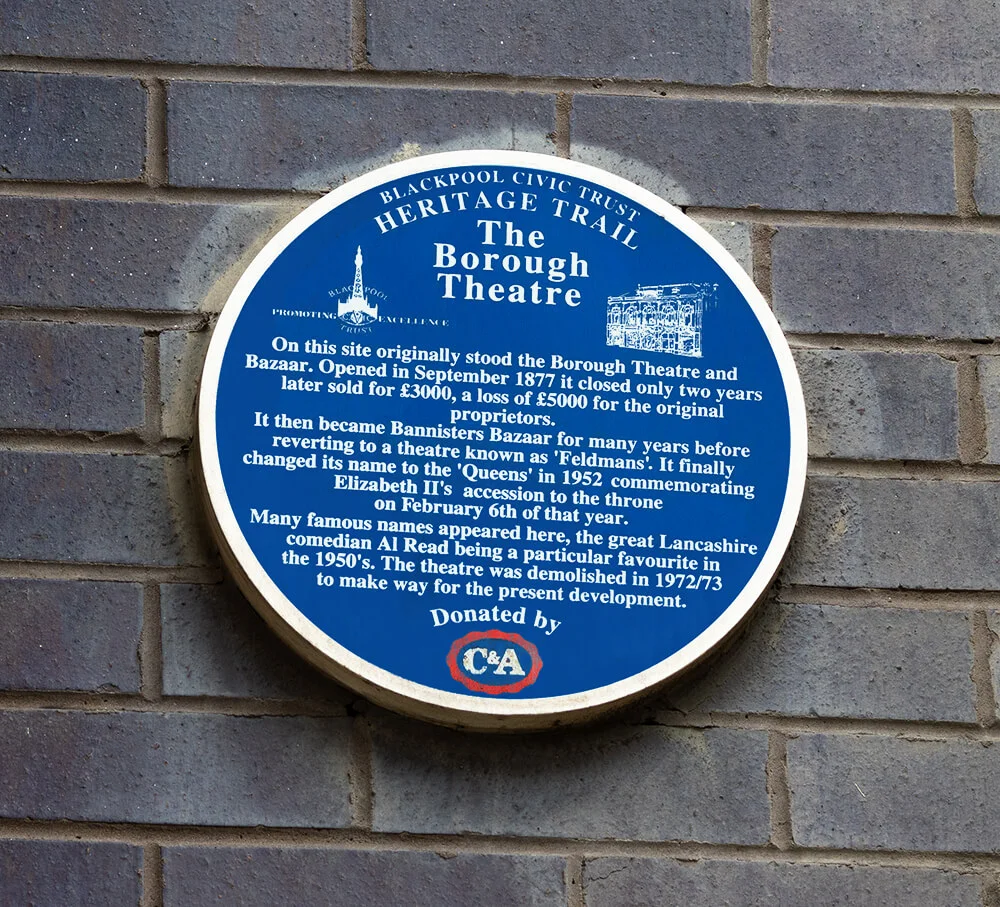 BLACKPOOL CIVIC TRUST
HERITAGE TRAIL
The
Borough
Theatre
BLACKPOOL
PROMOTING EXCELLENCE
CIVIC
TRUST
On this site originally stood the Borough Theatre and
Bazaar. Opened in September 1877 it closed only two years
later sold for £3000, a loss of £5000 for the original
proprietors.
It then became Bannisters Bazaar for many years before
reverting to a theatre known as 'Feldmans'. It finally
changed its name to the 'Queens' in 1952 commemorating
Elizabeth II's accession to the throne
on February 6th of that year.
Many famous names appeared here, the great Lancashire
comedian Al Read being a particular favourite in
the 1950's. The theatre was demolished in 1972/73
to make way for the present development.
Donated by
C&A